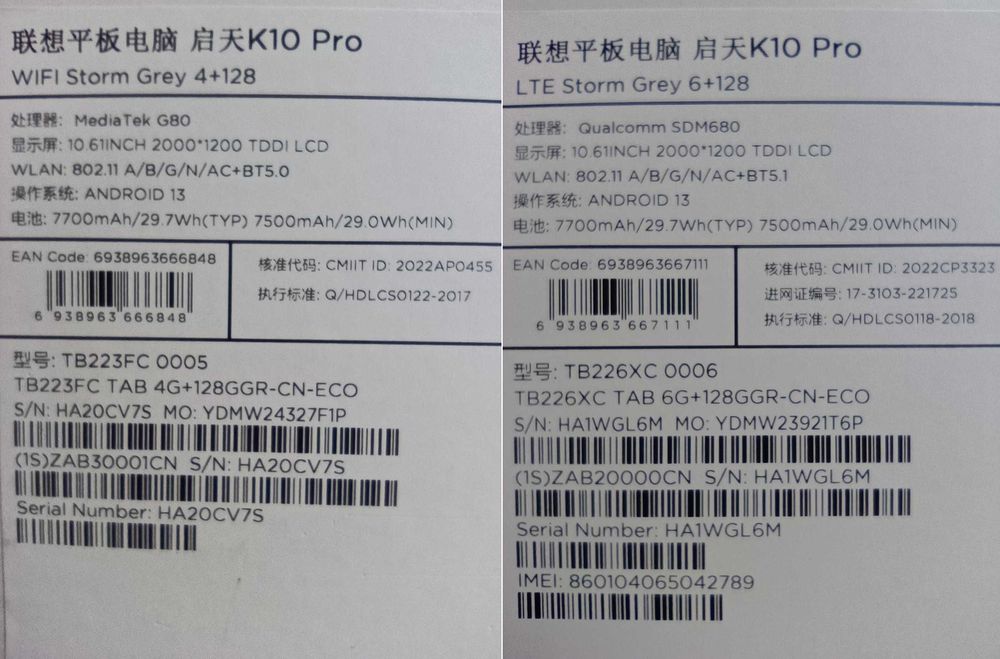 联想平板电脑 启天K10 Pro
WIFI Storm Grey 4+128
处理器: MediaTek G80
显示屏: 10.61INCH 2000*1200 TDDI LCD
WLAN: 802.11 A/B/G/N/AC+BT5.0
操作系统: ANDROID 13
电池: 7700mAh/29.7Wh(TYP) 7500mAh/29.0Wh(MIN)
EAN Code: 6938963666848
6 938963 666848
核准代码: CMIIT ID: 2022AP0455
执行标准: Q/HDLCS0122-2017
型号: TB223FC 0005
TB223FC TAB 4G+128GGR-CN-ECO
S/N: HA20CV7S MO: YDMW24327F1P
(1S)ZAB30001CN S/N: HA20CV7S
Serial Number: HA20CV7S
联想平板电脑 启天K10 Pro
LTE Storm Grey 6+128
处理器: Qualcomm SDM680
显示屏: 10.61INCH 2000*1200 TDDI LCD
WLAN: 802.11 A/B/G/N/AC+BT5.1
操作系统: ANDROID 13
电池: 7700mAh/29.7Wh(TYP) 7500mAh/29.0Wh(MIN)
EAN Code: 6938963667111
6 938963 667111
核准代码: CMIIT ID: 2022CP3323
进网证编号: 17-3103-221725
执行标准: Q/HDLCS0118-2018
型号: TB226XC 0006
TB226XC TAB 6G+128GGR-CN-ECO
S/N: HA1WGL6M MO: YDMW23921T6P
(1S)ZAB20000CN S/N: HA1WGL6M
Serial Number: HA1WGL6M
IMEI: 860104065042789